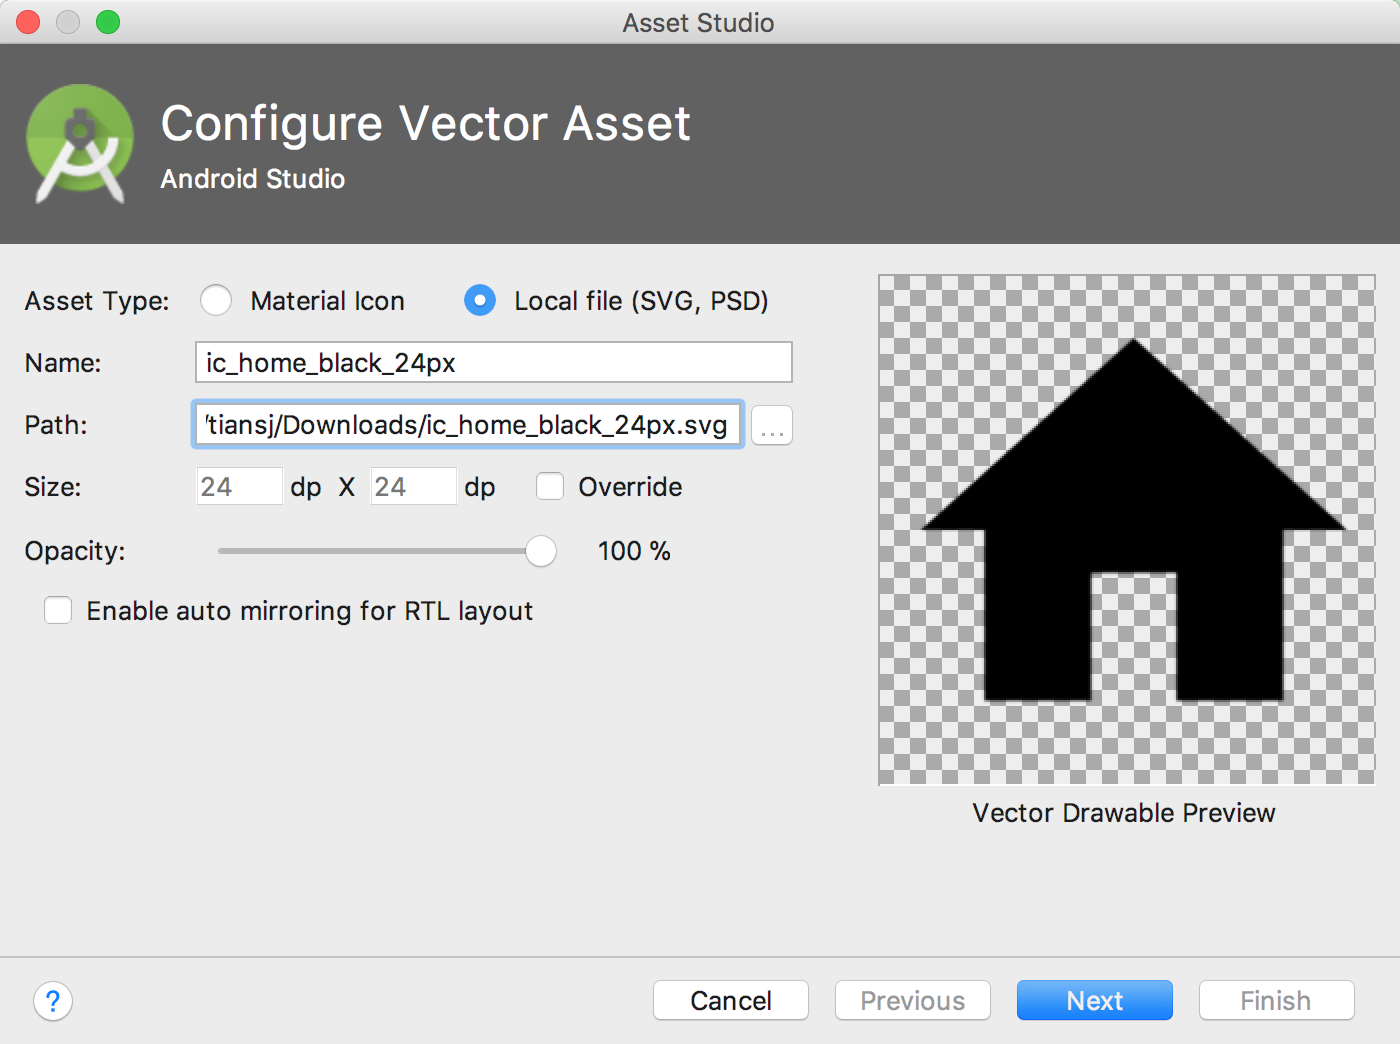 Asset Studio
Configure Vector Asset
Android Studio
Asset Type: Material Icon Local file (SVG, PSD)
Name: ic_home_black_24px
Path: /tiansj/Downloads/ic_home_black_24px.svg ...
Size: 24 dp X 24 dp Override
Opacity: 100 %
Enable auto mirroring for RTL layout
Vector Drawable Preview
? Cancel Previous Next Finish